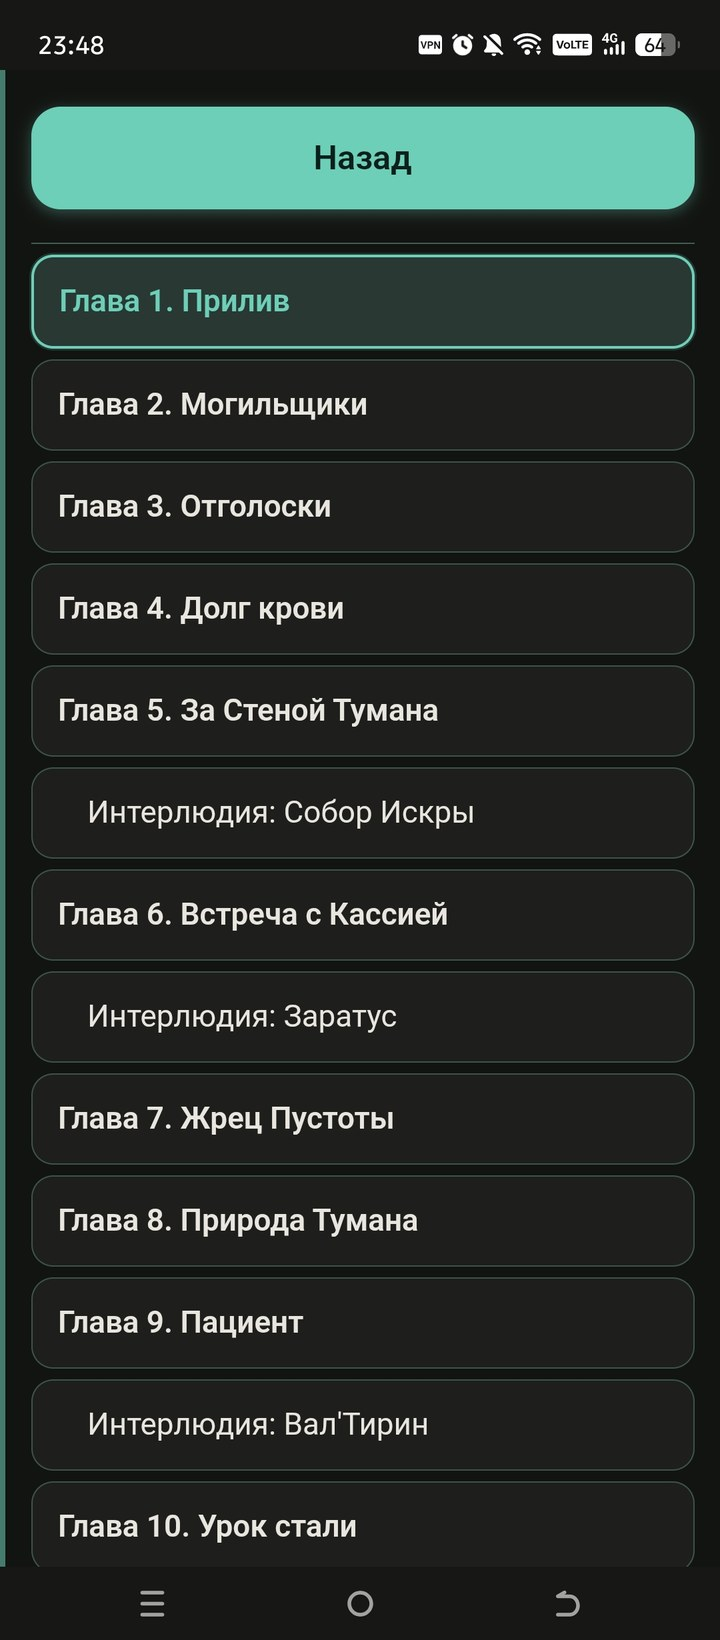 23:48
VPN
VoLTE
4G
64
Назад
Глава 1. Прилив
Глава 2. Могильщики
Глава 3. Отголоски
Глава 4. Долг крови
Глава 5. За Стеной Тумана
Интерлюдия: Собор Искры
Глава 6. Встреча с Кассией
Интерлюдия: Заратус
Глава 7. Жрец Пустоты
Глава 8. Природа Тумана
Глава 9. Пациент
Интерлюдия: Вал'Тирин
Глава 10. Урок стали